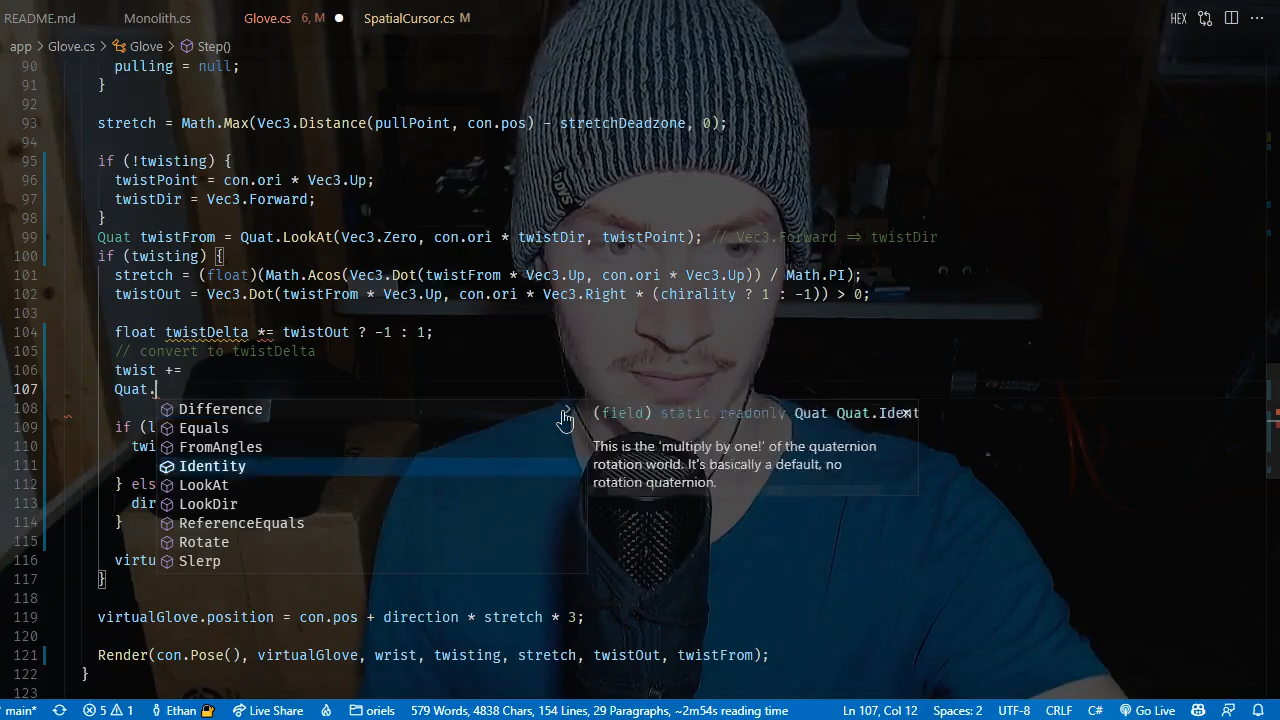 README.md Monolith.cs Glove.cs 6, M SpatialCursor.cs M HEX
app > Glove.cs > Glove > Step()
90 pulling = null;
91 }
92
93 stretch = Math.Max(Vec3.Distance(pullPoint, con.pos) - stretchDeadzone, 0);
94
95 if (!twisting) {
96 twistPoint = con.ori * Vec3.Up;
97 twistDir = Vec3.Forward;
98 }
99 Quat twistFrom = Quat.LookAt(Vec3.Zero, con.ori * twistDir, twistPoint); // Vec3.Forward => twistDir
100 if (twisting) {
101 stretch = (float)(Math.Acos(Vec3.Dot(twistFrom * Vec3.Up, con.ori * Vec3.Up)) / Math.PI);
102 twistOut = Vec3.Dot(twistFrom * Vec3.Up, con.ori * Vec3.Right * (chirality ? 1 : -1)) > 0;
103
104 float twistDelta *= twistOut ? -1 : 1;
105 // convert to twistDelta
106 twist +=
107 Quat.
108 Difference (field) static readonly Quat Quat.Ident
109 if (l Equals
110 twi FromAngles This is the 'multiply by one!' of the quaternion
111 Identity rotation world. It's basically a default, no
112 } els LookAt rotation quaternion.
113 dir LookDir
114 } ReferenceEquals
115 Rotate
116 virtu Slerp
117 }
118
119 virtualGlove.position = con.pos + direction * stretch * 3;
120
121 Render(con.Pose(), virtualGlove, wrist, twisting, stretch, twistOut, twistFrom);
122 }
123
main* 5 1 Ethan Live Share oriels 579 Words, 4838 Chars, 154 Lines, 29 Paragraphs, ~2m54s reading time Ln 107, Col 12 Spaces: 2 UTF-8 CRLF C# Go Live